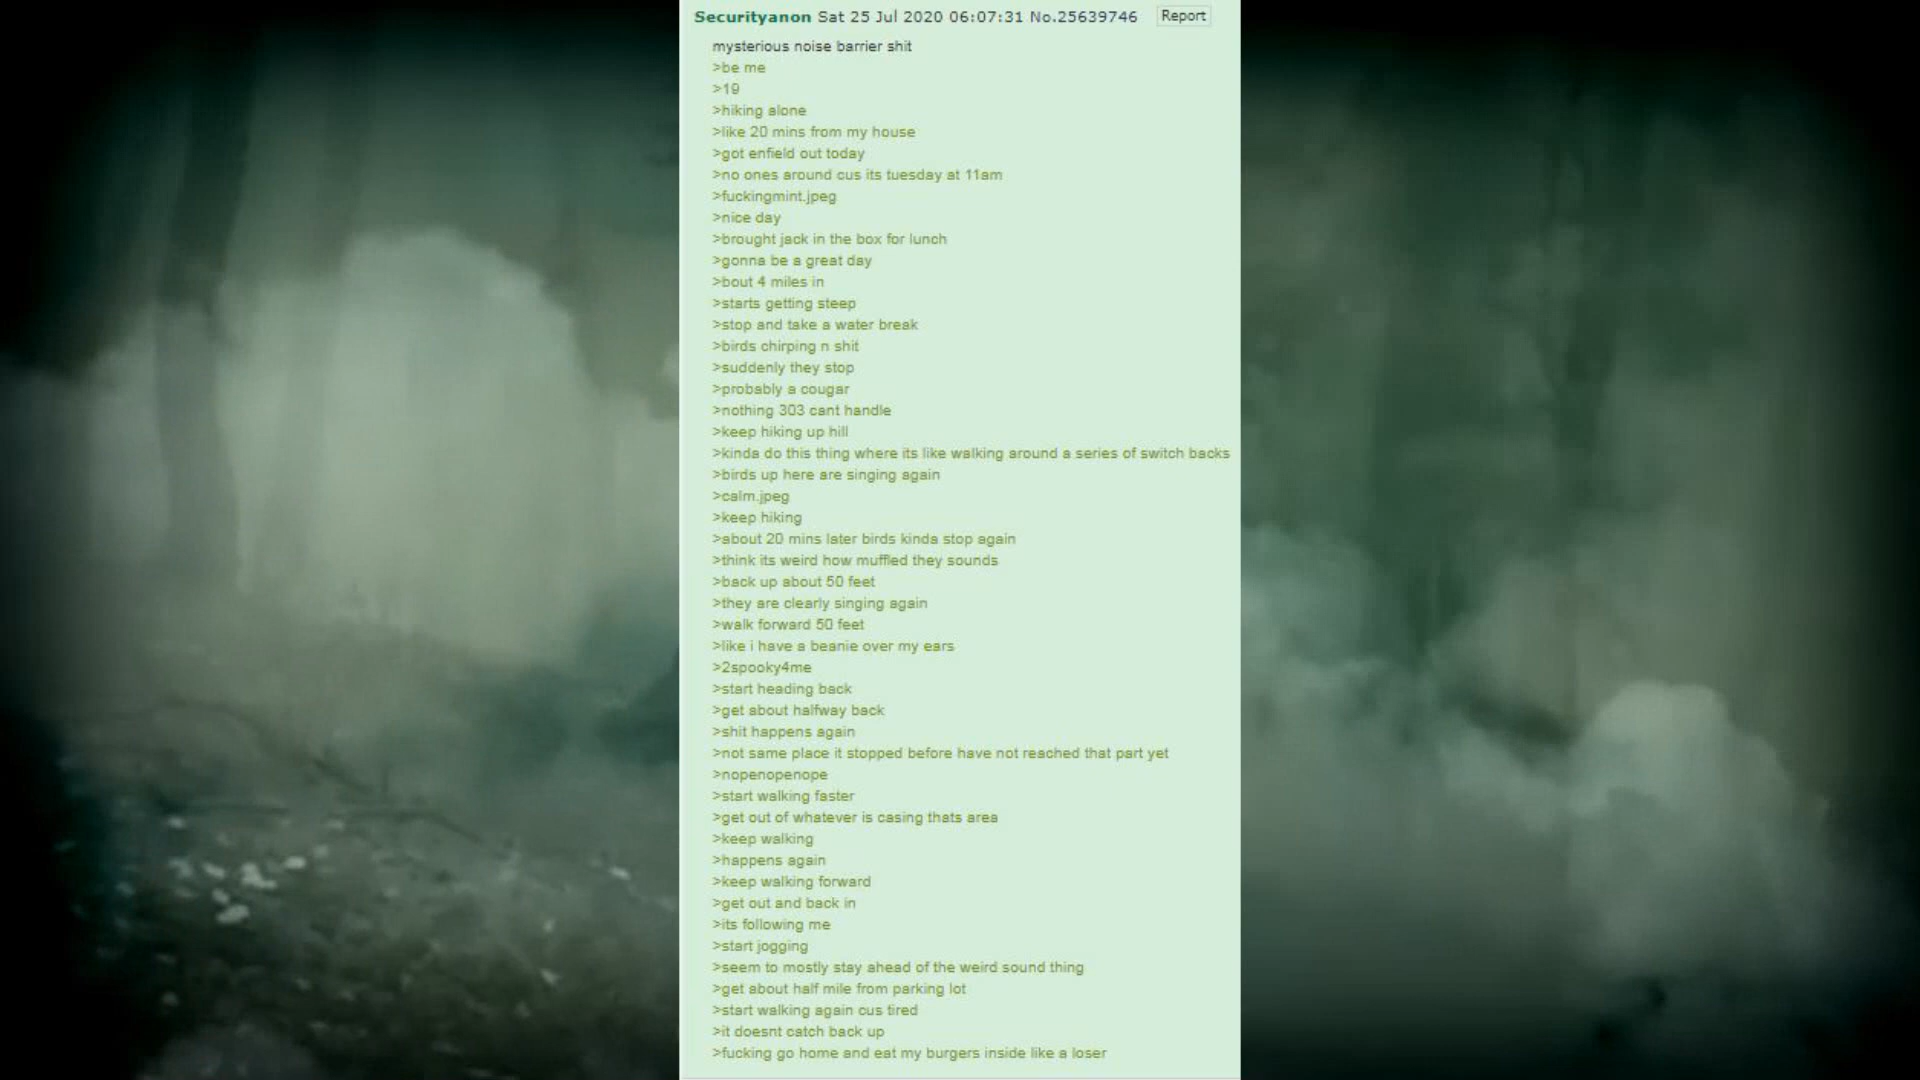 Securityanon Sat 25 Jul 2020 06:07:31 No.25639746 Report
mysterious noise barrier shit
>be me
>19
>hiking alone
>like 20 mins from my house
>got enfield out today
>no ones around cus its tuesday at 11am
>fuckingmint.jpeg
>nice day
>brought jack in the box for lunch
>gonna be a great day
>bout 4 miles in
>starts getting steep
>stop and take a water break
>birds chirping n shit
>suddenly they stop
>probably a cougar
>nothing 303 cant handle
>keep hiking up hill
>kinda do this thing where its like walking around a series of switch backs
>birds up here are singing again
>calm.jpeg
>keep hiking
>about 20 mins later birds kinda stop again
>think its weird how muffled they sounds
>back up about 50 feet
>they are clearly singing again
>walk forward 50 feet
>like i have a beanie over my ears
>2spooky4me
>start heading back
>get about halfway back
>shit happens again
>not same place it stopped before have not reached that part yet
>nopenopenope
>start walking faster
>get out of whatever is casing thats area
>keep walking
>happens again
>keep walking forward
>get out and back in
>its following me
>start jogging
>seem to mostly stay ahead of the weird sound thing
>get about half mile from parking lot
>start walking again cus tired
>it doesnt catch back up
>fucking go home and eat my burgers inside like a loser